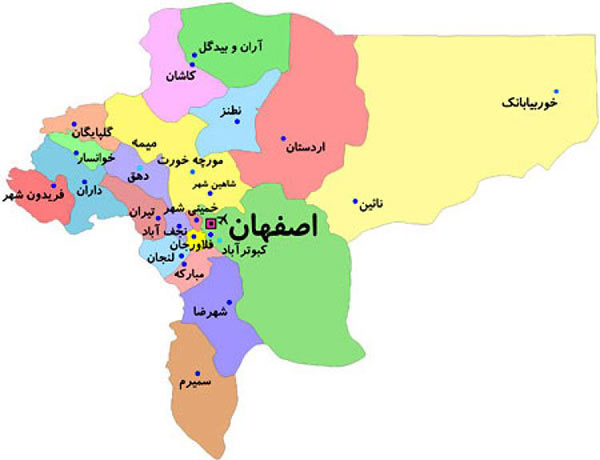 آران و بیدگل
کاشان
خوربیابانک
نطنز
گلپایگان
میمه
اردستان
خوانسار
مورچه خورت
دهق
شاهین شهر
داران
فریدون شهر
نائین
خمینی شهر
تیران
اصفهان
نجف آباد
فلاورجان
کبوترآباد
لنجان
مبارکه
شهرضا
سمیرم